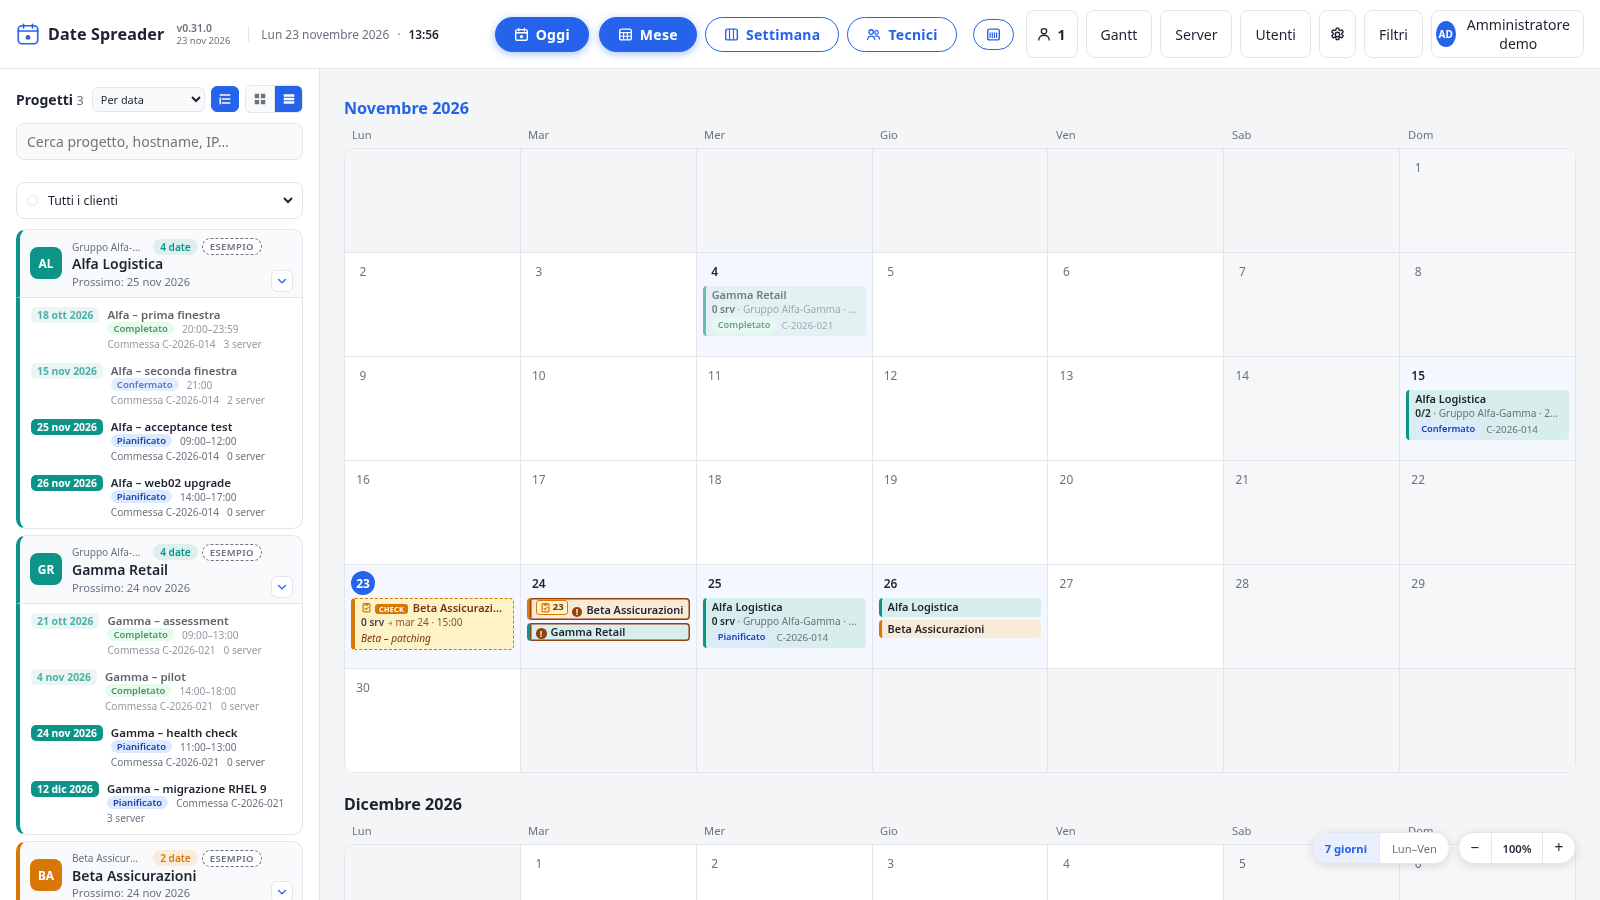 Date Spreader
v0.31.0
23 nov 2026
Lun 23 novembre 2026 · 13:56
Oggi
Mese
Settimana
Tecnici
1
Gantt
Server
Utenti
Filtri
AD
Amministratore demo
Progetti 3
Per data
Cerca progetto, hostname, IP...
Tutti i clienti
AL
Gruppo Alfa-...
4 date
ESEMPIO
Alfa Logistica
Prossimo: 25 nov 2026
18 ott 2026
Alfa – prima finestra
Completato
20:00–23:59
Commessa C-2026-014 3 server
15 nov 2026
Alfa – seconda finestra
Confermato
21:00
Commessa C-2026-014 2 server
25 nov 2026
Alfa – acceptance test
Pianificato
09:00–12:00
Commessa C-2026-014 0 server
26 nov 2026
Alfa – web02 upgrade
Pianificato
14:00–17:00
Commessa C-2026-014 0 server
GR
Gruppo Alfa-...
4 date
ESEMPIO
Gamma Retail
Prossimo: 24 nov 2026
21 ott 2026
Gamma – assessment
Completato
09:00–13:00
Commessa C-2026-021 0 server
4 nov 2026
Gamma – pilot
Completato
14:00–18:00
Commessa C-2026-021 0 server
24 nov 2026
Gamma – health check
Pianificato
11:00–13:00
Commessa C-2026-021 0 server
12 dic 2026
Gamma – migrazione RHEL 9
Pianificato
Commessa C-2026-021
3 server
BA
Beta Assicur...
2 date
ESEMPIO
Beta Assicurazioni
Prossimo: 24 nov 2026
Novembre 2026
Lun Mar Mer Gio Ven Sab Dom
1
2 3 4 5 6 7 8
Gamma Retail
0 srv · Gruppo Alfa-Gamma · ...
Completato C-2026-021
9 10 11 12 13 14 15
Alfa Logistica
0/2 · Gruppo Alfa-Gamma · 2...
Confermato C-2026-014
16 17 18 19 20 21 22
23 24 25 26 27 28 29
CHECK Beta Assicurazi...
0 srv → mar 24 · 15:00
Beta – patching
23 Beta Assicurazioni
Gamma Retail
Alfa Logistica
0 srv · Gruppo Alfa-Gamma · ...
Pianificato C-2026-014
Alfa Logistica
Beta Assicurazioni
30
Dicembre 2026
Lun Mar Mer Gio Ven Sab Dom
1 2 3 4 5 6
7 giorni
Lun–Ven
− 100% +